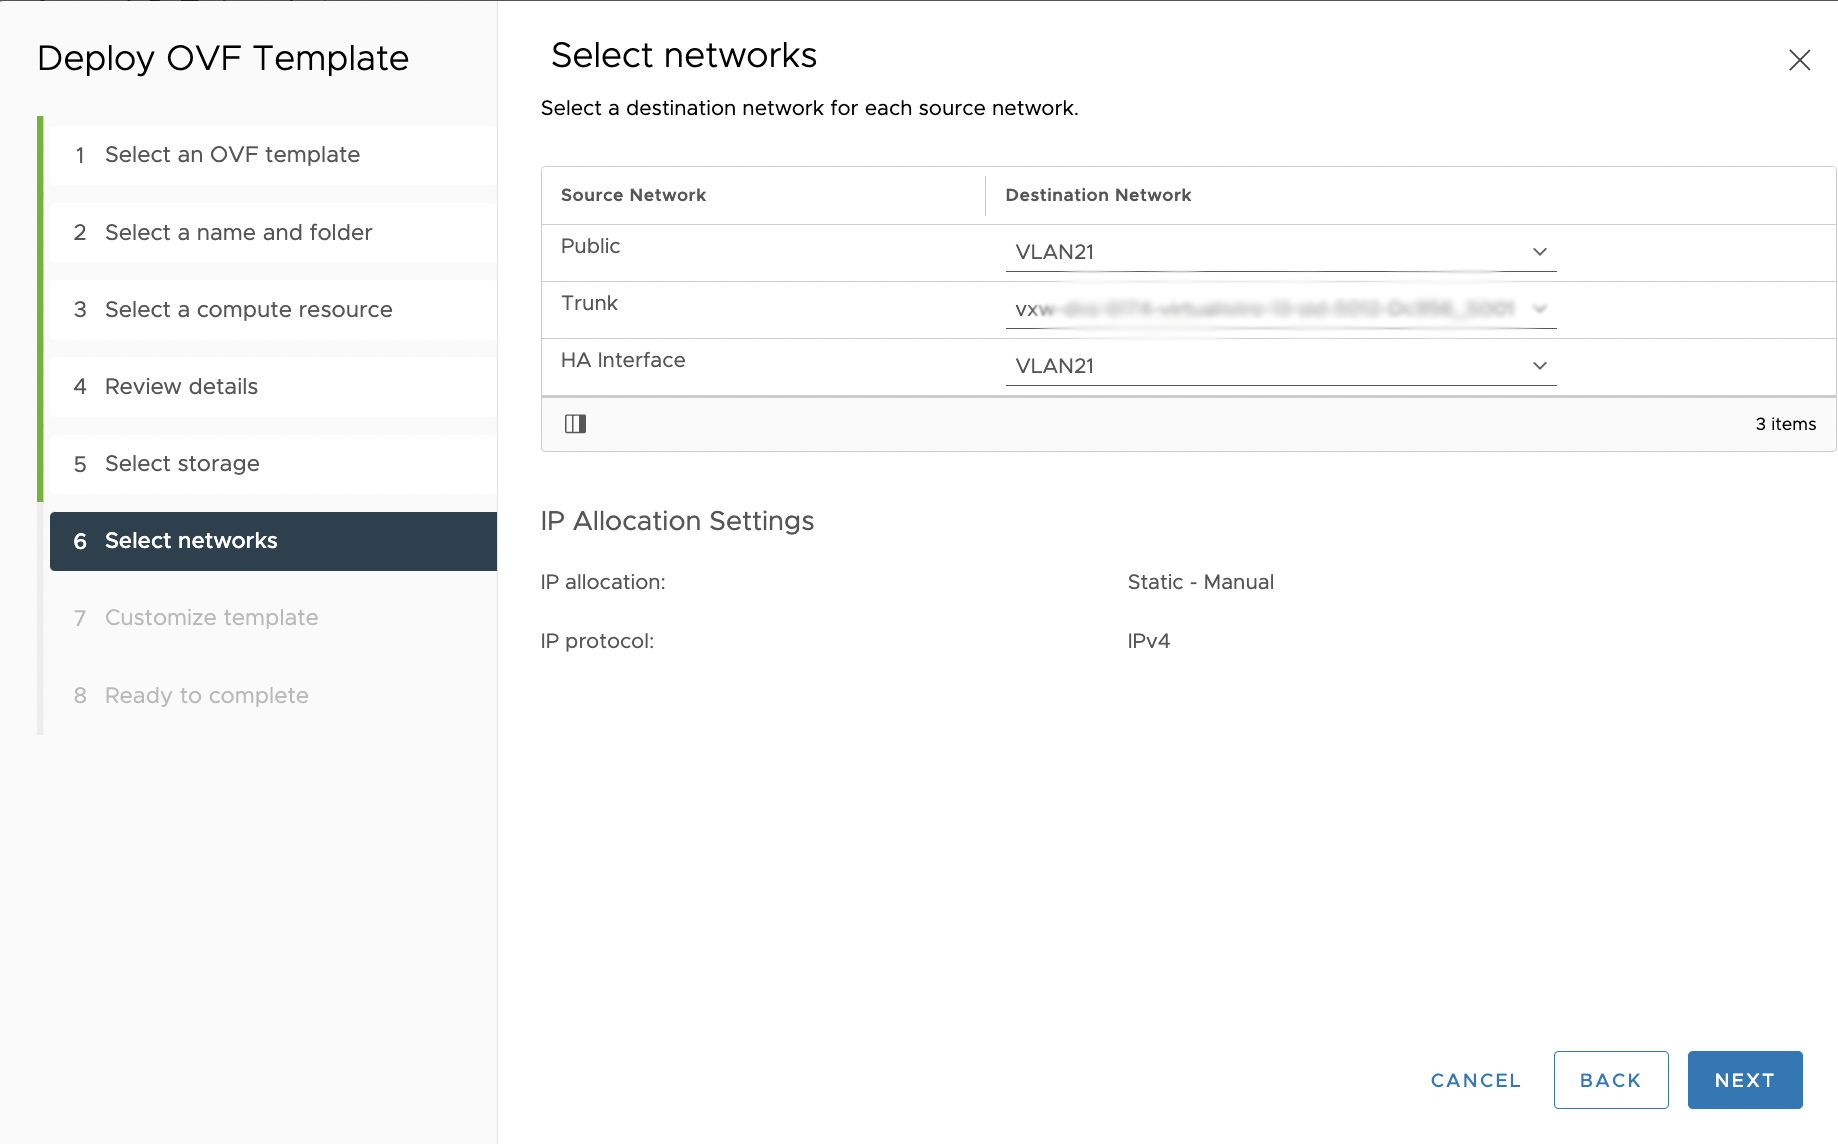 Deploy OVF Template
1 Select an OVF template
2 Select a name and folder
3 Select a compute resource
4 Review details
5 Select storage
6 Select networks
7 Customize template
8 Ready to complete
Select networks
Select a destination network for each source network.
Source Network Destination Network
Public VLAN21
Trunk
HA Interface VLAN21
3 items
IP Allocation Settings
IP allocation: Static - Manual
IP protocol: IPv4
CANCEL BACK NEXT